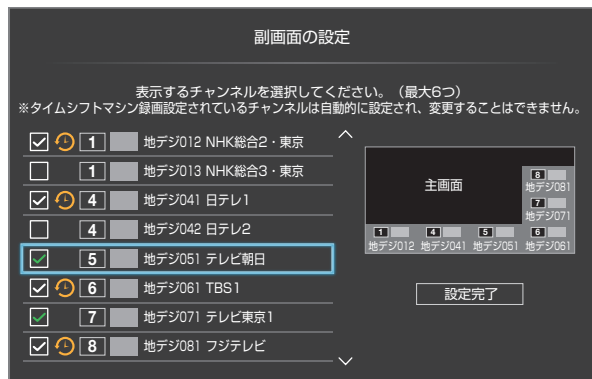 副画面の設定
表示するチャンネルを選択してください。（最大6つ）
※タイムシフトマシン録画設定されているチャンネルは自動的に設定され、変更することはできません。
1 地デジ012 NHK総合2・東京
1 地デジ013 NHK総合3・東京
4 地デジ041 日テレ1
4 地デジ042 日テレ2
5 地デジ051 テレビ朝日
6 地デジ061 TBS1
7 地デジ071 テレビ東京1
8 地デジ081 フジテレビ
主画面
8
地デジ081
7
地デジ071
1 4 5 6
地デジ012 地デジ041 地デジ051 地デジ061
設定完了